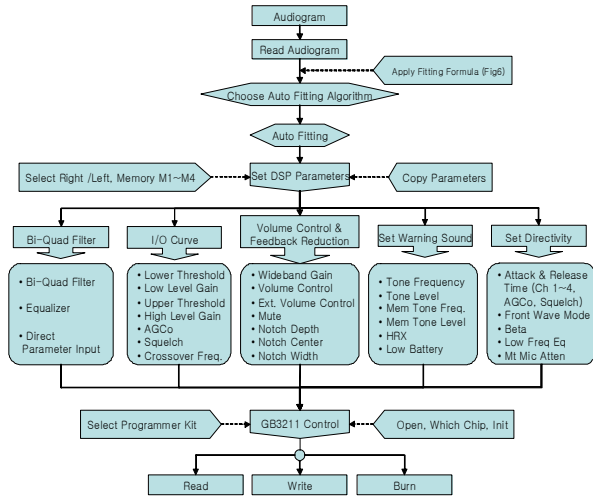 Audiogram
Read Audiogram
Apply Fitting Formula (Fig6)
Choose Auto Fitting Algorithm
Auto Fitting
Select Right /Left, Memory M1~M4
Set DSP Parameters
Copy Parameters
Bi-Quad Filter
I/O Curve
Volume Control &
Feedback Reduction
Set Warning Sound
Set Directivity
• Bi-Quad Filter
• Equalizer
• Direct
Parameter Input
• Lower Threshold
• Low Level Gain
• Upper Threshold
• High Level Gain
• AGCo
• Squelch
• Crossover Freq.
• Wideband Gain
• Volume Control
• Ext. Volume Control
• Mute
• Notch Depth
• Notch Center
• Notch Width
• Tone Frequency
• Tone Level
• Mem Tone Freq.
• Mem Tone Level
• HRX
• Low Battery
• Attack & Release
Time (Ch 1~4,
AGCo, Squelch)
• Front Wave Mode
• Beta
• Low Freq Eq
• Mt Mic Atten
Select Programmer Kit
GB3211 Control
Open, Which Chip, Init
Read
Write
Burn